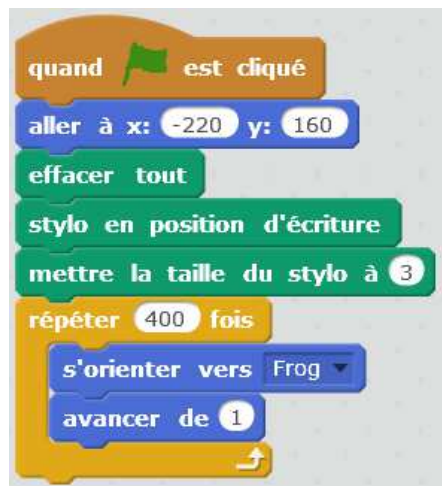 quand est cliqué
aller à x: -220 y: 160
effacer tout
stylo en position d'écriture
mettre la taille du stylo à 3
répéter 400 fois
s'orienter vers Frog
avancer de 1